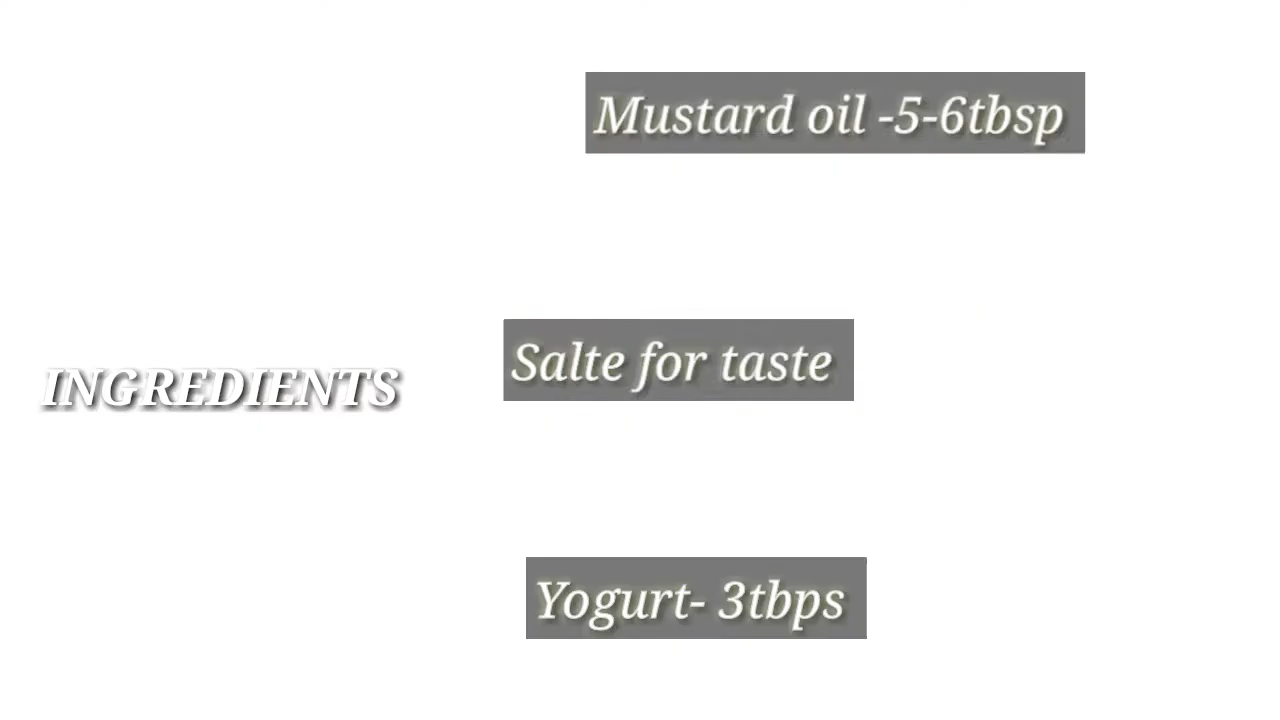 Mustard oil -5-6tbsp
Salte for taste
INGREDIENTS
Yogurt- 3tbps